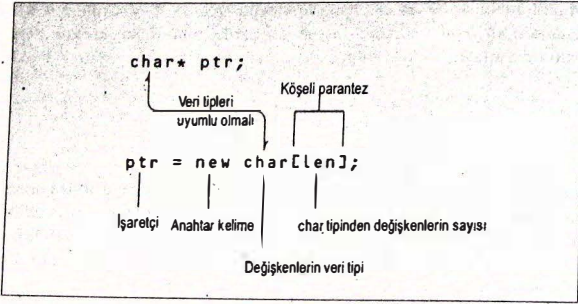 char* ptr;
Köşeli parantez
Veri tipleri
uyumlu olmalı
ptr = new char[len];
İşaretçi Anahtar kelime char tipinden değişkenlerin sayısı
Değişkenlerin veri tipi